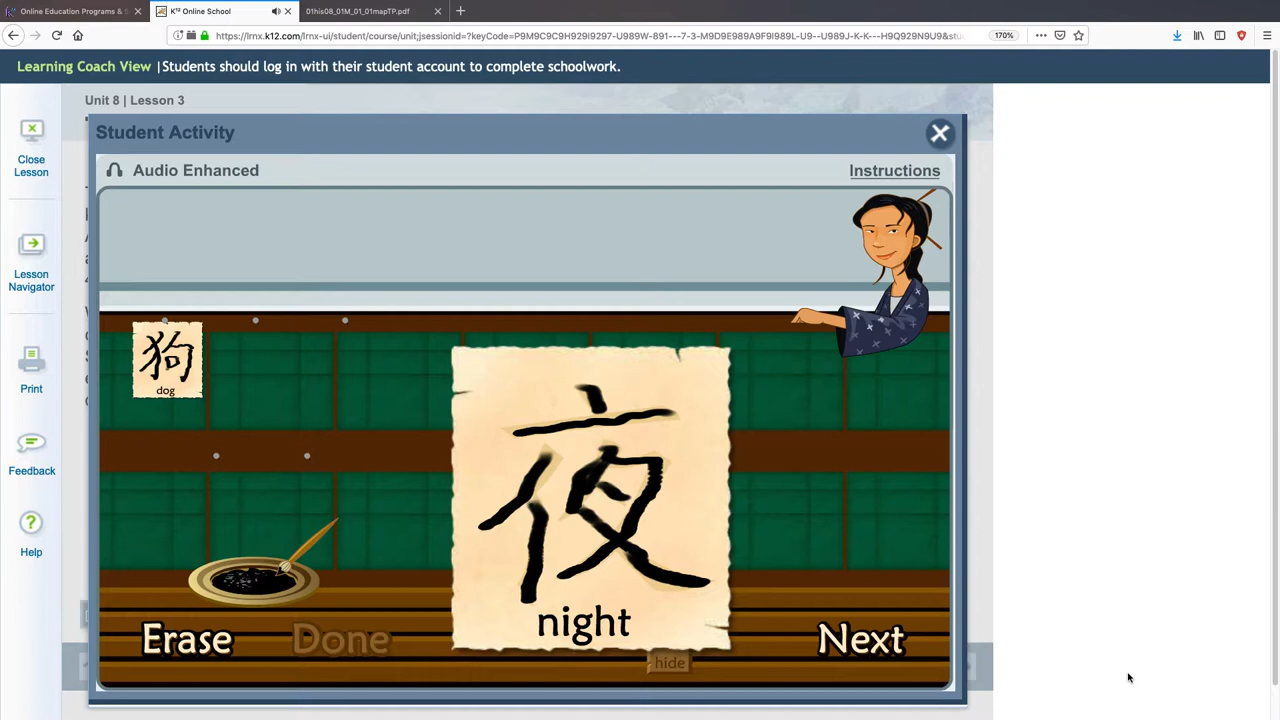 Online Education Programs & S
K¹² Online School
01his08_01M_01_01mapTP.pdf
https://lrnx.k12.com/lrnx-ui/student/course/unit;jsessionid=?keyCode=P9M9C9C9H929I9297-U989W-891---7-3-M9D9E989A9F9I989L-U9--U989J-K-K---H9Q929N9U9&stu
170%
Learning Coach View | Students should log in with their student account to complete schoolwork.
Unit 8 | Lesson 3
Student Activity
Audio Enhanced
Instructions
Close
Lesson
Lesson
Navigator
Print
Feedback
Help
狗
dog
夜
night
hide
Erase
Done
Next